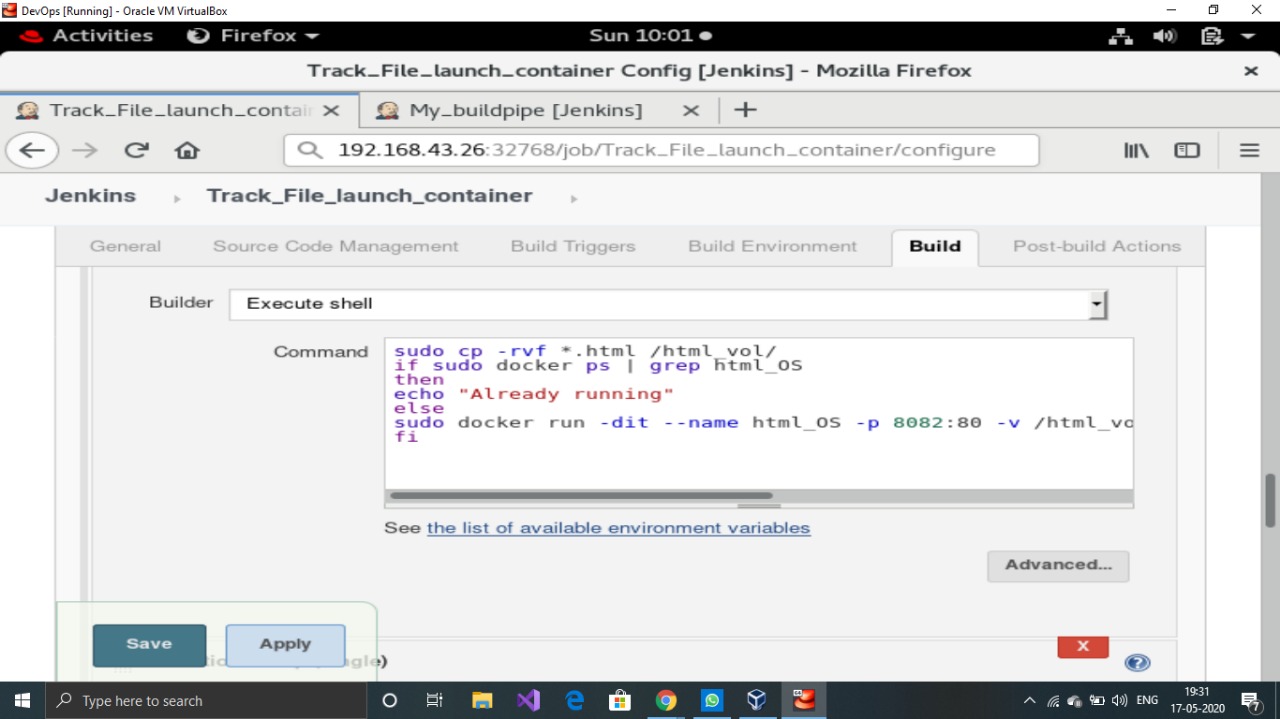 DevOps [Running] - Oracle VM VirtualBox
Activities Firefox Sun 10:01
Track_File_launch_container Config [Jenkins] - Mozilla Firefox
Track_File_launch_contai My_buildpipe [Jenkins]
192.168.43.26:32768/job/Track_File_launch_container/configure
Jenkins Track_File_launch_container
General Source Code Management Build Triggers Build Environment Build Post-build Actions
Builder Execute shell
Command
sudo cp -rvf *.html /html_vol/
if sudo docker ps | grep html_OS
then
echo "Already running"
else
sudo docker run -dit --name html_OS -p 8082:80 -v /html_vo
fi
See the list of available environment variables
Advanced...
Save Apply X
?
Type here to search ENG 19:31
17-05-2020 7